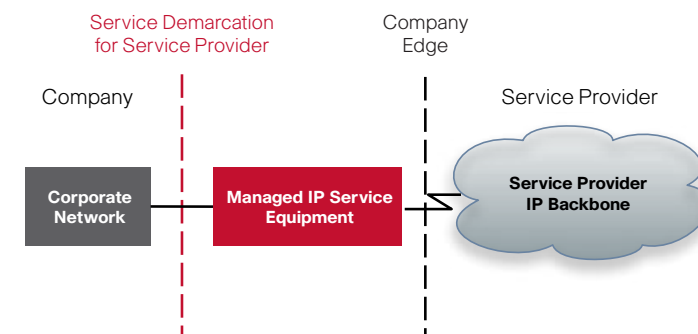 Service Demarcation
for Service Provider
Company
Edge
Company
Service Provider
Corporate
Network
Managed IP Service
Equipment
Service Provider
IP Backbone